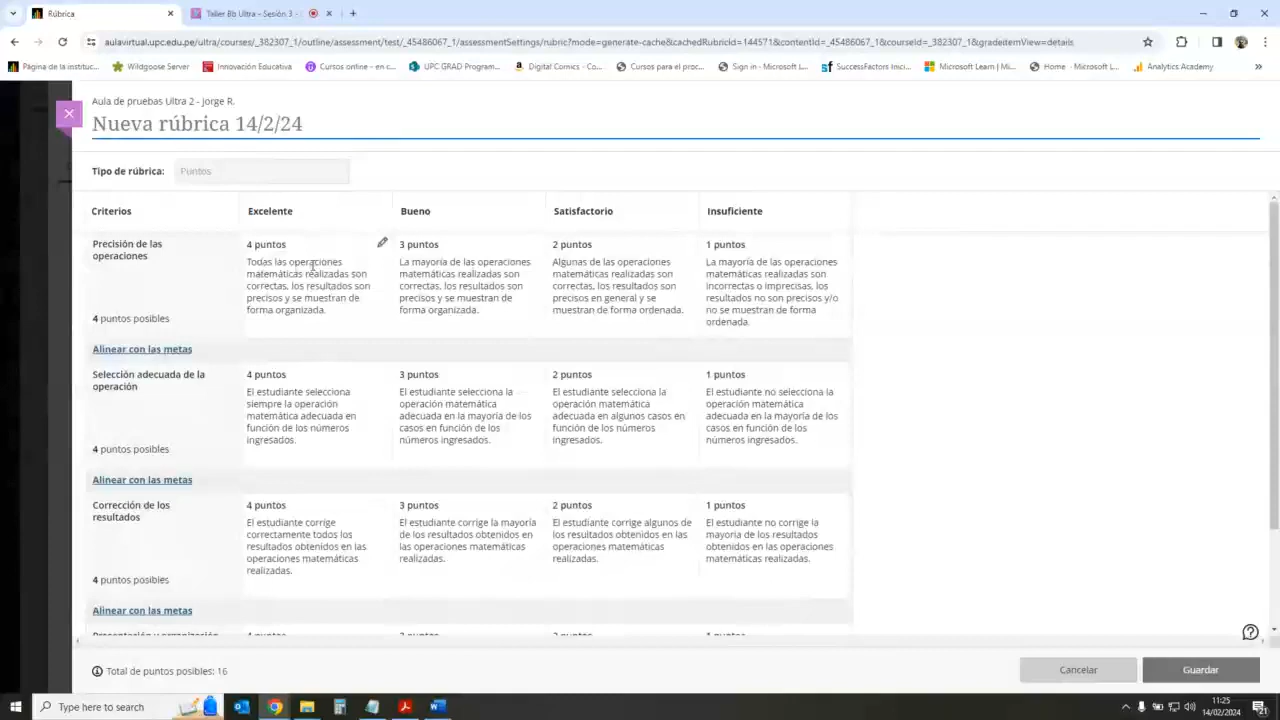 Rúbrica
Taller Bb Ultra - Sesión 3 -
aulavirtual.upc.edu.pe/ultra/courses/_382307_1/outline/assessment/test/_45486067_1/assessmentSettings/rubric?mode=generate-cache&cachedRubricId=144571&contentId=_45486067_1&courseId=_382307_1&gradeitemView=details
Página de la instituc...
Wildgoose Server
Innovación Educativa
Cursos online - en c...
UPC GRAD Program...
Digital Comics - Co...
Cursos para el proc...
Sign in - Microsoft L...
SuccessFactors Inici...
Microsoft Learn | Mi...
Home - Microsoft L...
Analytics Academy
Aula de pruebas Ultra 2 - Jorge R.
Nueva rúbrica 14/2/24
Tipo de rúbrica: Puntos
Criterios Excelente Bueno Satisfactorio Insuficiente
Precisión de las
operaciones
4 puntos posibles
4 puntos
Todas las operaciones
matemáticas realizadas son
correctas, los resultados son
precisos y se muestran de
forma organizada.
3 puntos
La mayoría de las operaciones
matemáticas realizadas son
correctas, los resultados son
precisos y se muestran de
forma organizada.
2 puntos
Algunas de las operaciones
matemáticas realizadas son
correctas, los resultados son
precisos en general y se
muestran de forma ordenada.
1 punto
La mayoría de las operaciones
matemáticas realizadas son
incorrectas o imprecisas, los
resultados no son precisos y/o
no se muestran de forma
ordenada.
Alinear con las metas
Selección adecuada de la
operación
4 puntos posibles
4 puntos
El estudiante selecciona
siempre la operación
matemática adecuada en
función de los números
ingresados.
3 puntos
El estudiante selecciona la
operación matemática
adecuada en la mayoría de los
casos en función de los
números ingresados.
2 puntos
El estudiante selecciona la
operación matemática
adecuada en algunos casos en
función de los números
ingresados.
1 punto
El estudiante no selecciona la
operación matemática
adecuada en la mayoría de los
casos en función de los
números ingresados.
Alinear con las metas
Corrección de los
resultados
4 puntos posibles
4 puntos
El estudiante corrige
correctamente todos los
resultados obtenidos en las
operaciones matemáticas
realizadas.
3 puntos
El estudiante corrige la mayoría
de los resultados obtenidos en
las operaciones matemáticas
realizadas.
2 puntos
El estudiante corrige algunos de
los resultados obtenidos en las
operaciones matemáticas
realizadas.
1 punto
El estudiante no corrige la
mayoría de los resultados
obtenidos en las operaciones
matemáticas realizadas.
Alinear con las metas
Total de puntos posibles: 16
Cancelar
Guardar
Type here to search
11:25
14/02/2024